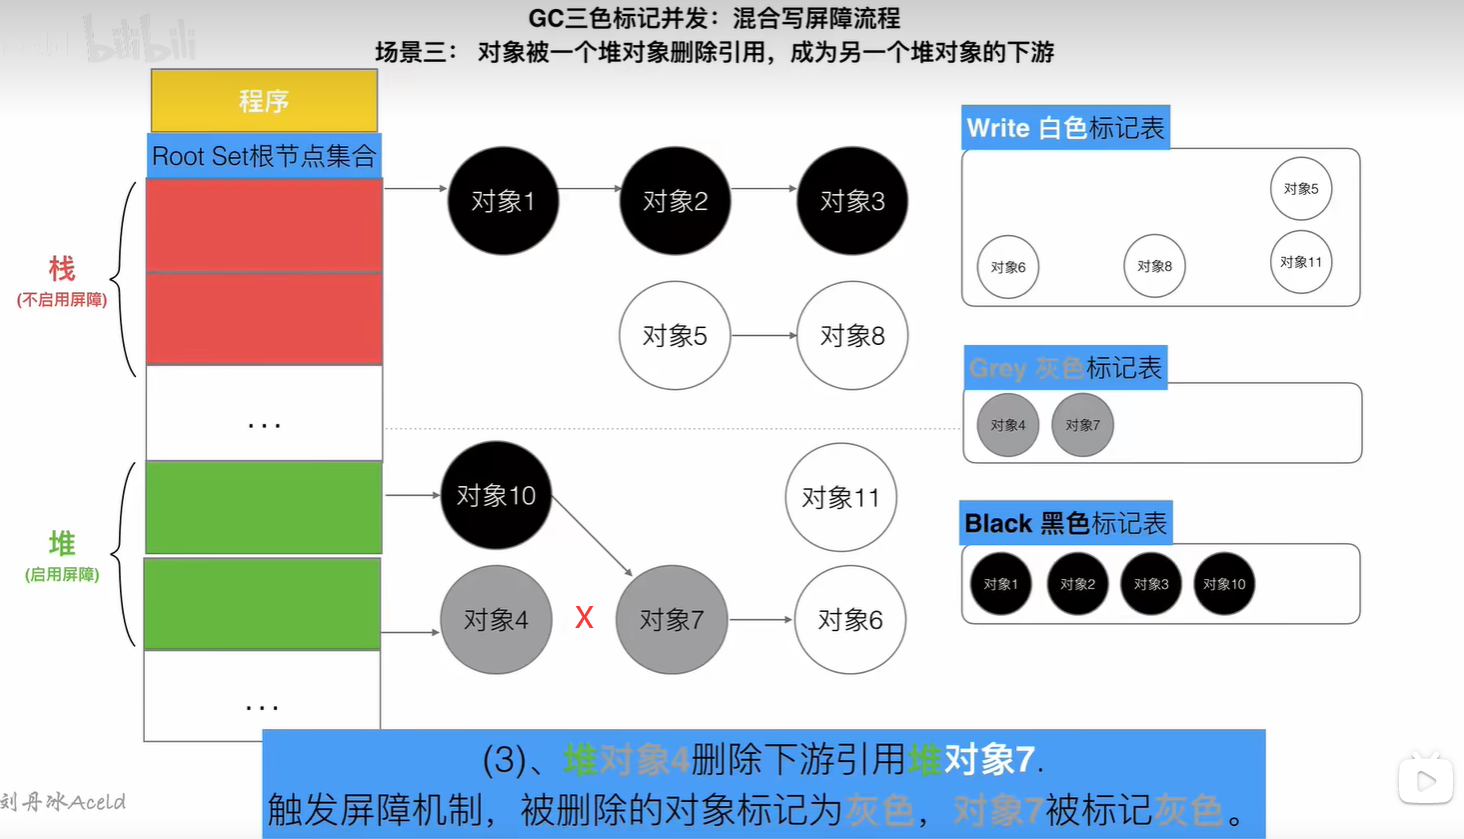 GC三色标记并发：混合写屏障流程
bilibili
场景三： 对象被一个堆对象删除引用，成为另一个堆对象的下游
程序
Root Set根节点集合
栈
(不启用屏障)
...
堆
(启用屏障)
...
对象1
对象2
对象3
对象5
对象8
对象10
对象11
对象4
X
对象7
对象6
Write 白色标记表
对象5
对象6
对象8
对象11
Grey 灰色标记表
对象4
对象7
Black 黑色标记表
对象1
对象2
对象3
对象10
(3)、堆对象4删除下游引用堆对象7.
触发屏障机制，被删除的对象标记为灰色，对象7被标记灰色。
刘丹冰Aceld